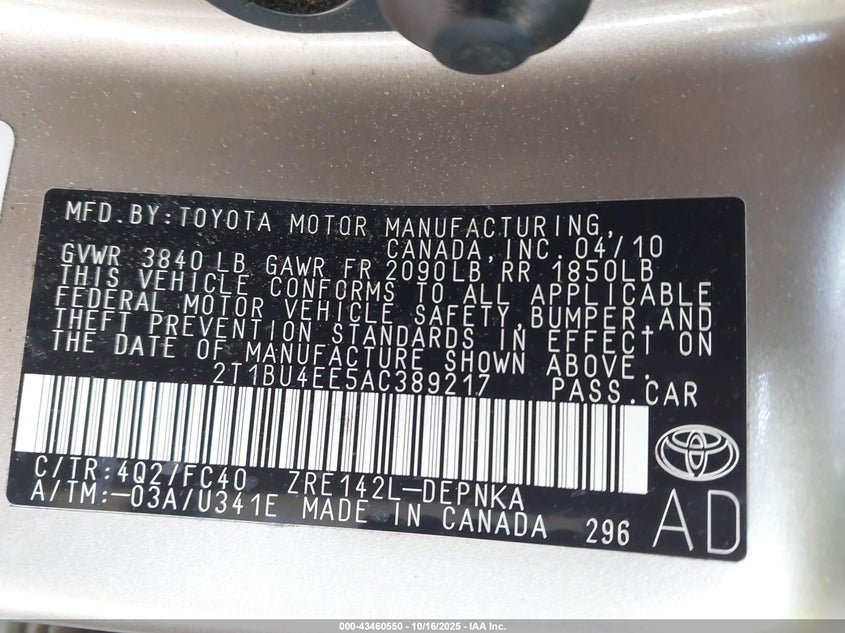 MFD.BY:TOYOTA MOTOR MANUFACTURING,
CANADA,INC. 04/10
GVWR 3840 LB GAWR FR 2090LB RR 1850LB
THIS VEHICLE CONFORMS TO ALL APPLICABLE
FEDERAL MOTOR VEHICLE SAFETY,BUMPER,AND
THEFT PREVENTION STANDARDS IN EFFECT ON
THE DATE OF MANUFACTURE SHOWN ABOVE.
2T1BU4EE5AC389217 PASS.CAR
C/TR:4Q2/FC40 ZRE142L-DEPNKA
A/TM:-03A/U341E MADE IN CANADA 296
AD
000-43460550 - 10/16/2025 - IAA Inc.